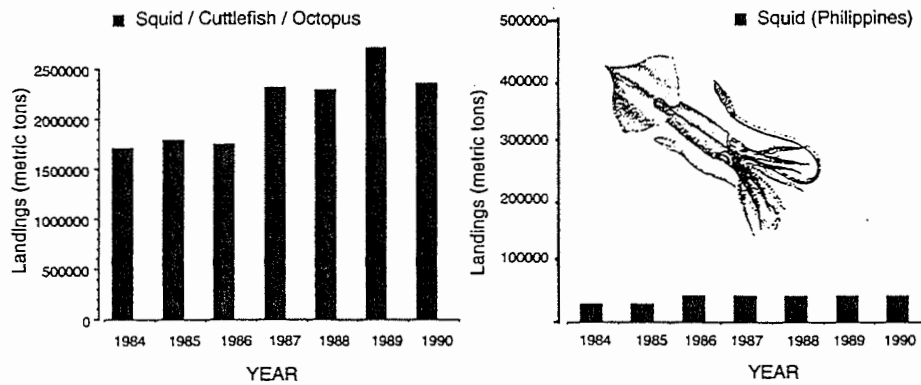 Squid / Cuttlefish / Octopus
Landings (metric tons)
2500000
2000000
1500000
1000000
500000
0
1984 1985 1986 1987 1988 1989 1990
YEAR
Squid (Philippines)
Landings (metric tons)
500000
400000
300000
200000
100000
1984 1985 1986 1987 1988 1989 1990
YEAR